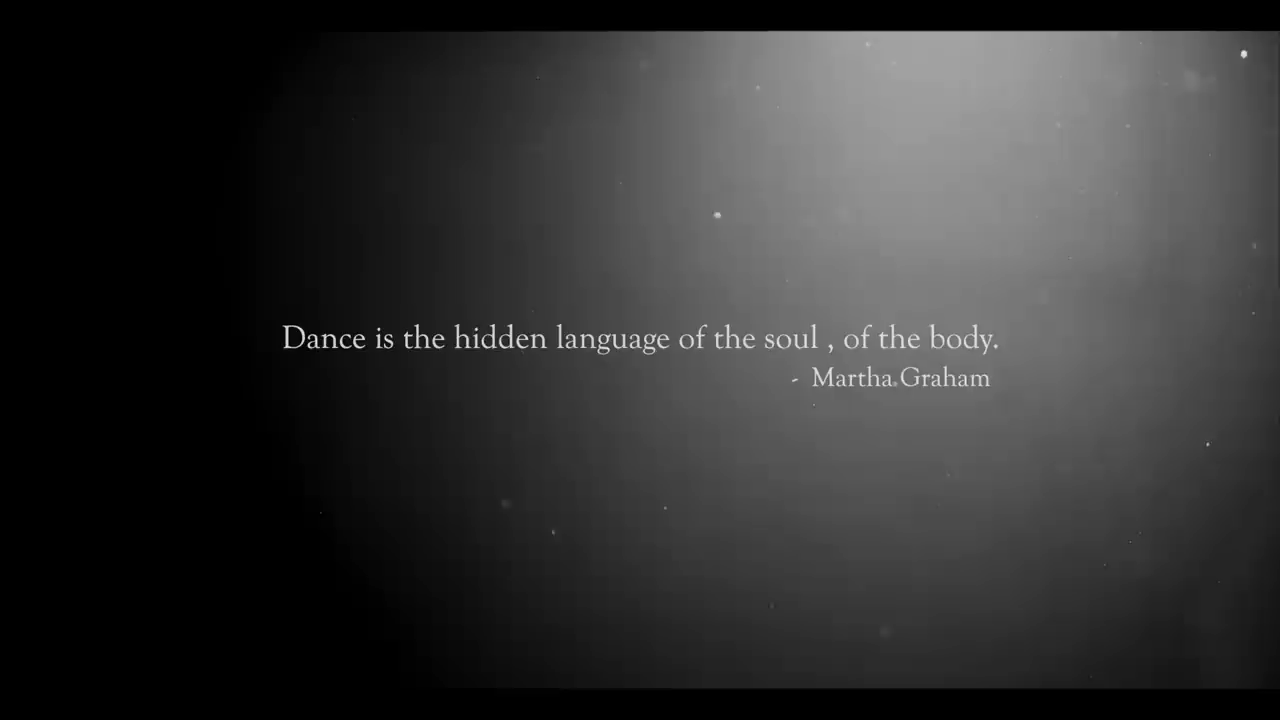 Dance is the hidden language of the soul , of the body.
- Martha Graham